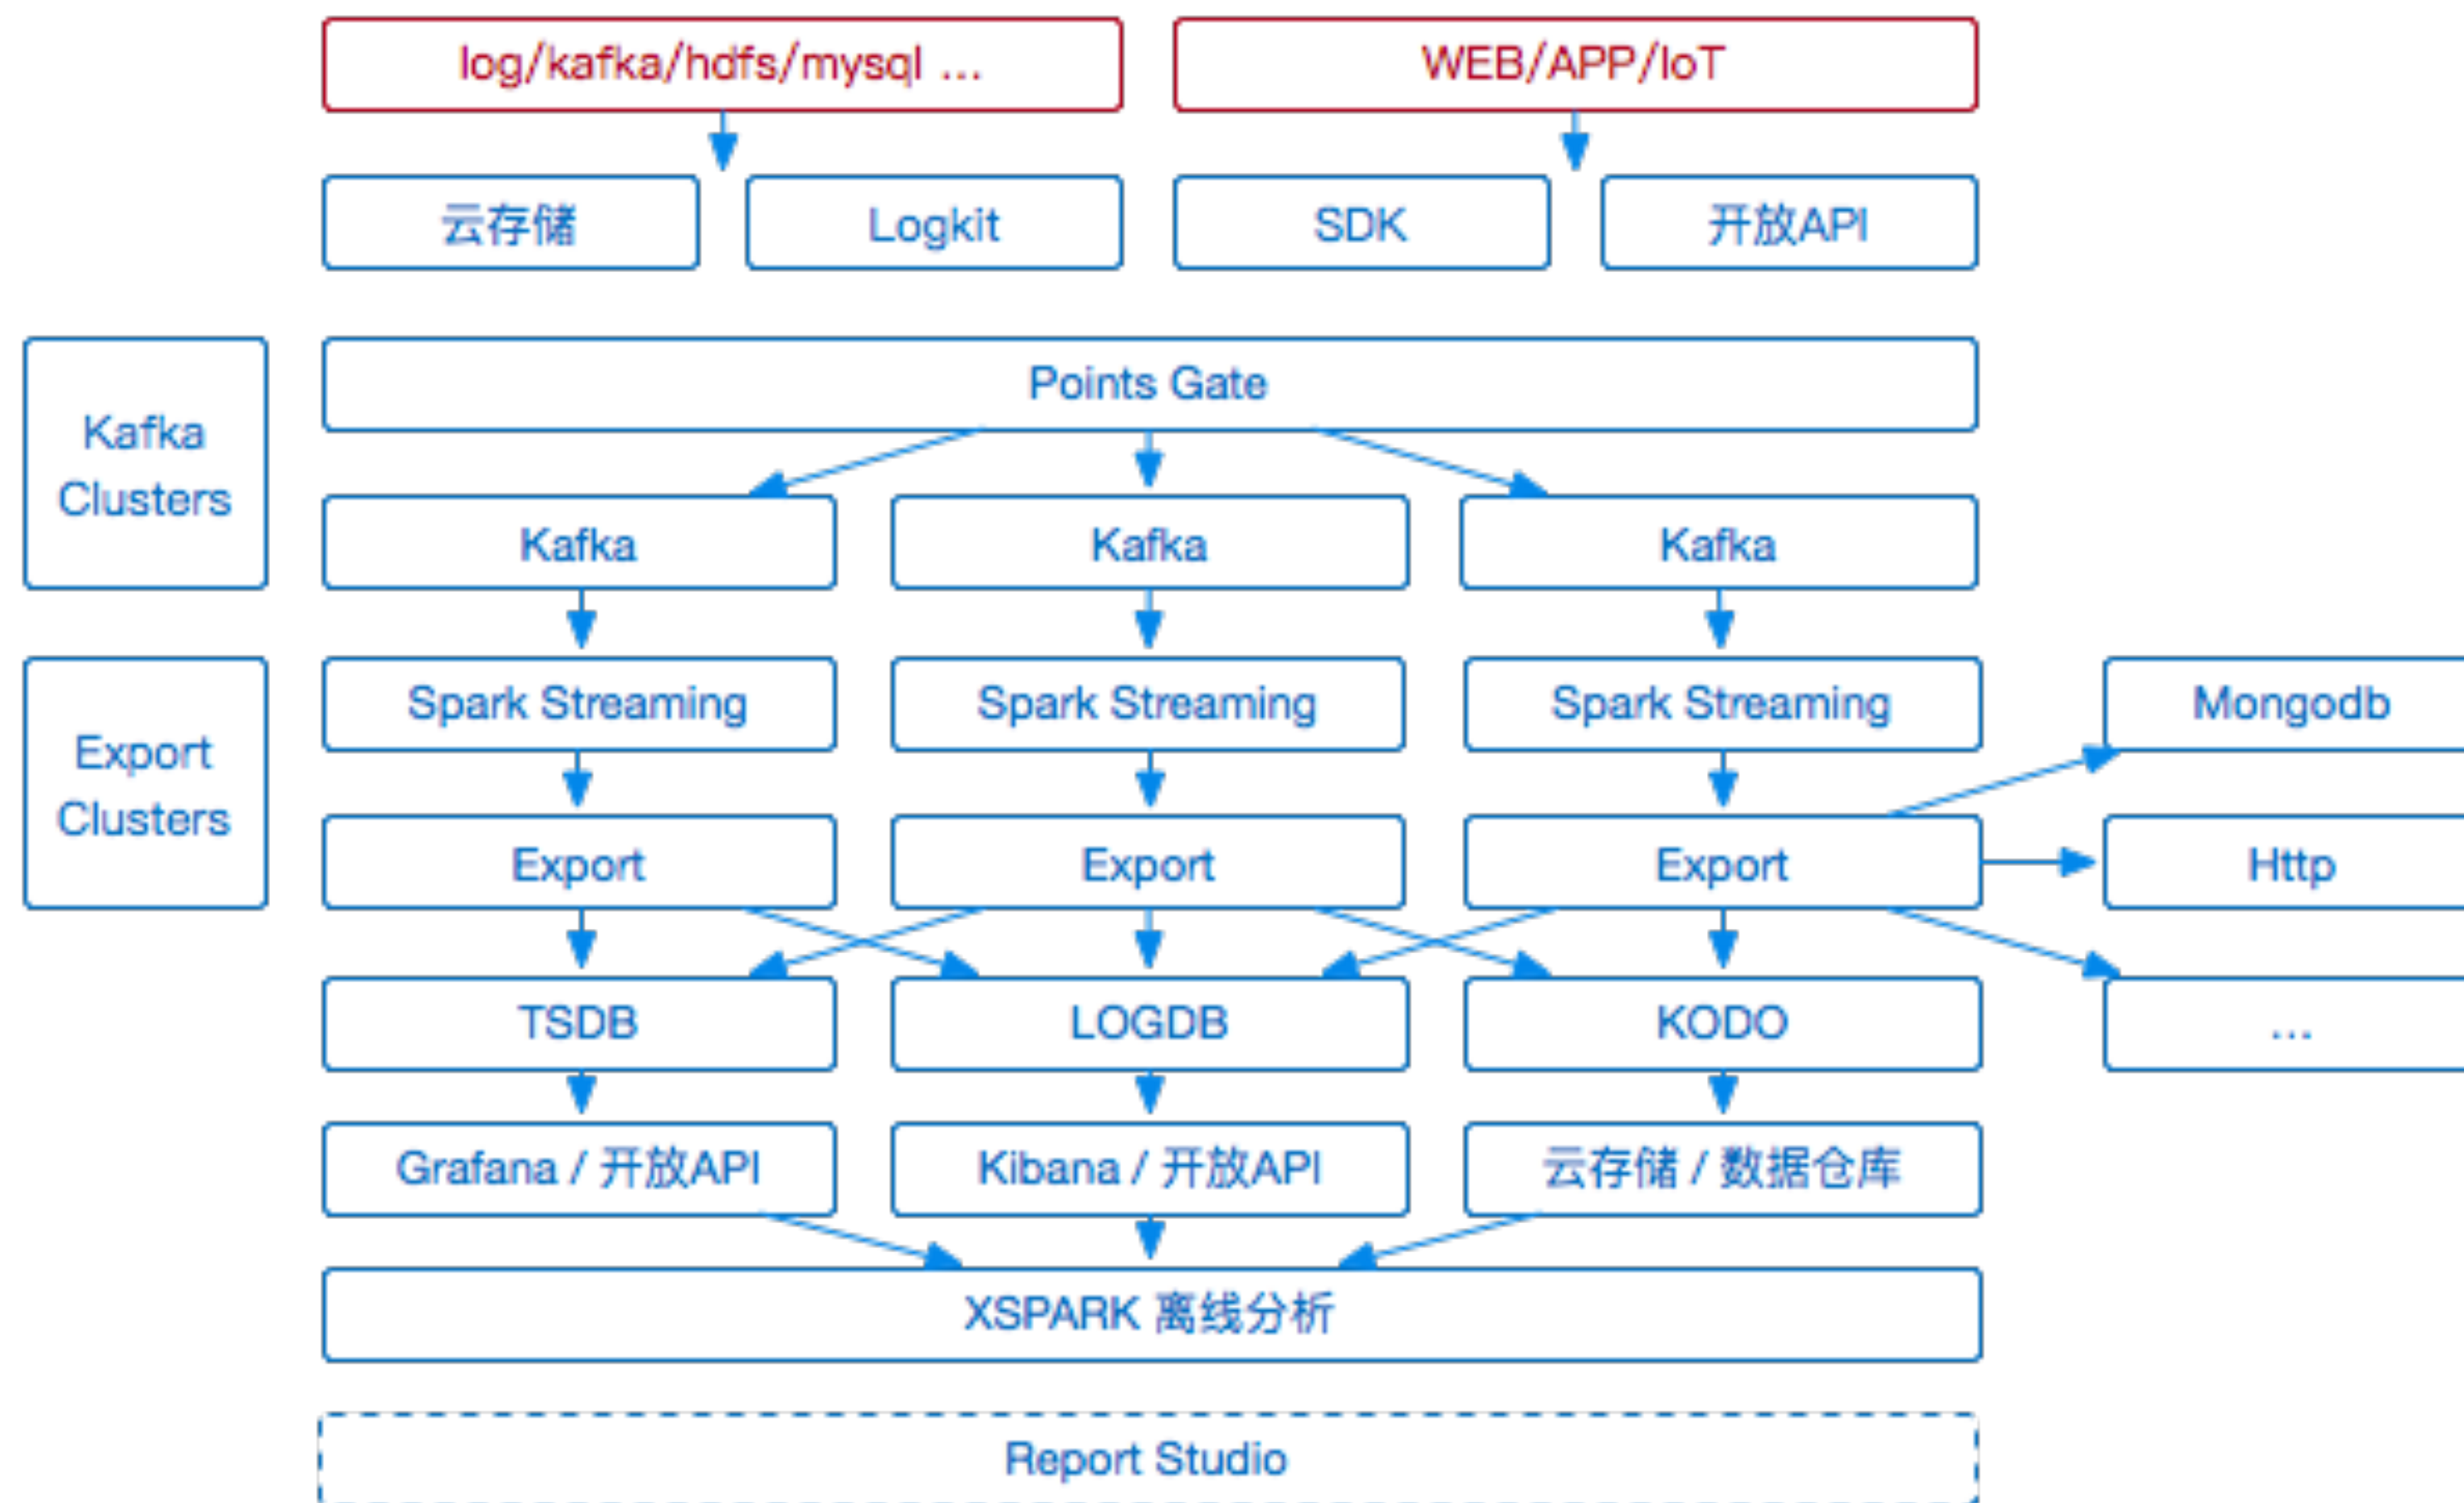 log/kafka/hdfs/mysql ...
WEB/APP/IoT
云存储
Logkit
SDK
开放API
Kafka
Clusters
Points Gate
Kafka
Kafka
Kafka
Export
Clusters
Spark Streaming
Spark Streaming
Spark Streaming
Mongodb
Export
Export
Export
Http
TSDB
LOGDB
KODO
...
Grafana / 开放API
Kibana / 开放API
云存储 / 数据仓库
XSPARK 离线分析
Report Studio